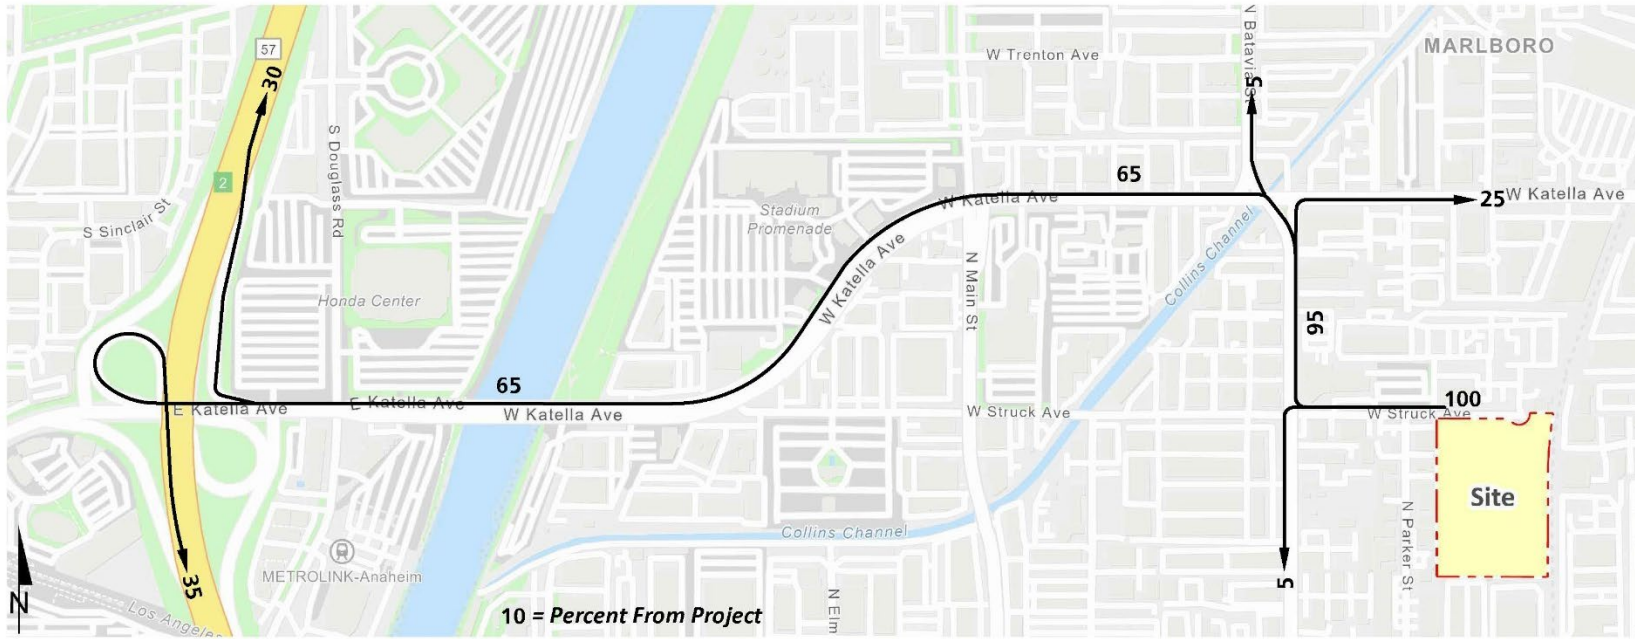 57
30
2
S Douglass Rd
S Sinclair St
Honda Center
E Katella Ave
E Katella Ave
65
W Katella Ave
35
METROLINK-Anaheim
Los Angeles
N
10 = Percent From Project
N Elm
Collins Channel
Stadium
Promenade
W Katella Ave
W Katella Ave
N Main St
W Struck Ave
W Trenton Ave
65
Collins Channel
N Batavia St
5
MARLBORO
25
W Katella Ave
95
100
W Struck Ave
5
N Parker St
Site